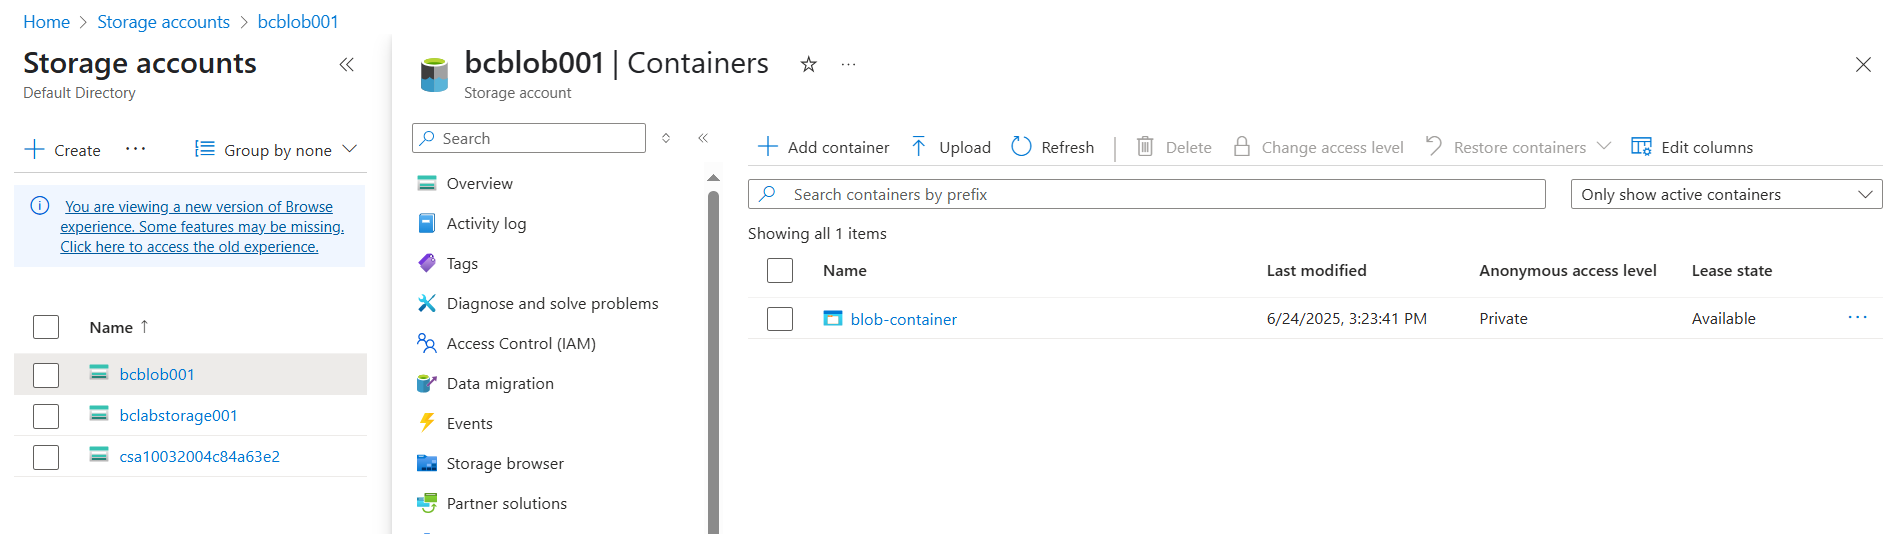 Home > Storage accounts > bcblob001
Storage accounts
Default Directory
Create
Group by none
You are viewing a new version of Browse
experience. Some features may be missing.
Click here to access the old experience.
Name ↑
bcblob001
bclabstorage001
csa10032004c84a63e2
bcblob001 | Containers
Storage account
Search
Overview
Activity log
Tags
Diagnose and solve problems
Access Control (IAM)
Data migration
Events
Storage browser
Partner solutions
Add container Upload Refresh Delete Change access level Restore containers Edit columns
Search containers by prefix
Only show active containers
Showing all 1 items
Name Last modified Anonymous access level Lease state
blob-container 6/24/2025, 3:23:41 PM Private Available